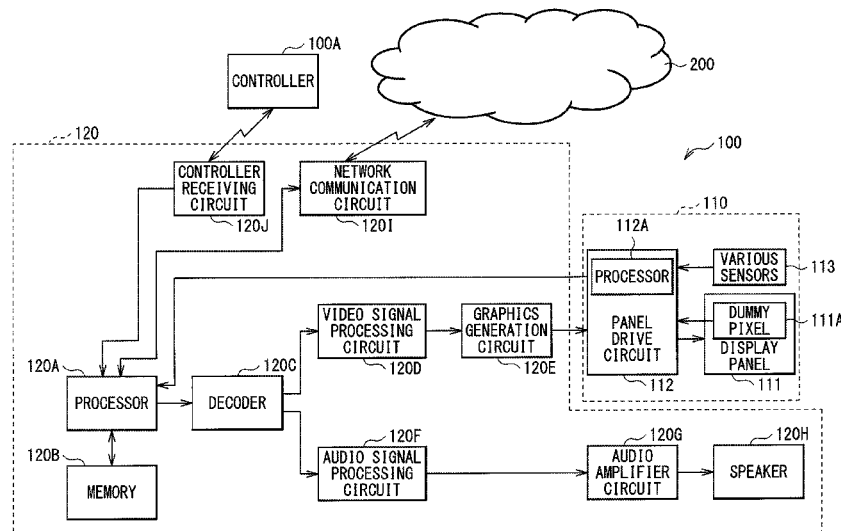 100A
CONTROLLER
200
120
100
CONTROLLER
RECEIVING
CIRCUIT
120J
NETWORK
COMMUNICATION
CIRCUIT
120I
110
112A
PROCESSOR
VARIOUS
SENSORS
113
VIDEO SIGNAL
PROCESSING
CIRCUIT
120D
GRAPHICS
GENERATION
CIRCUIT
120E
PANEL
DRIVE
CIRCUIT
112
DUMMY
PIXEL
111A
DISPLAY
PANEL
111
120A
PROCESSOR
120C
DECODER
120B
MEMORY
120F
AUDIO SIGNAL
PROCESSING
CIRCUIT
120G
AUDIO
AMPLIFIER
CIRCUIT
120H
SPEAKER